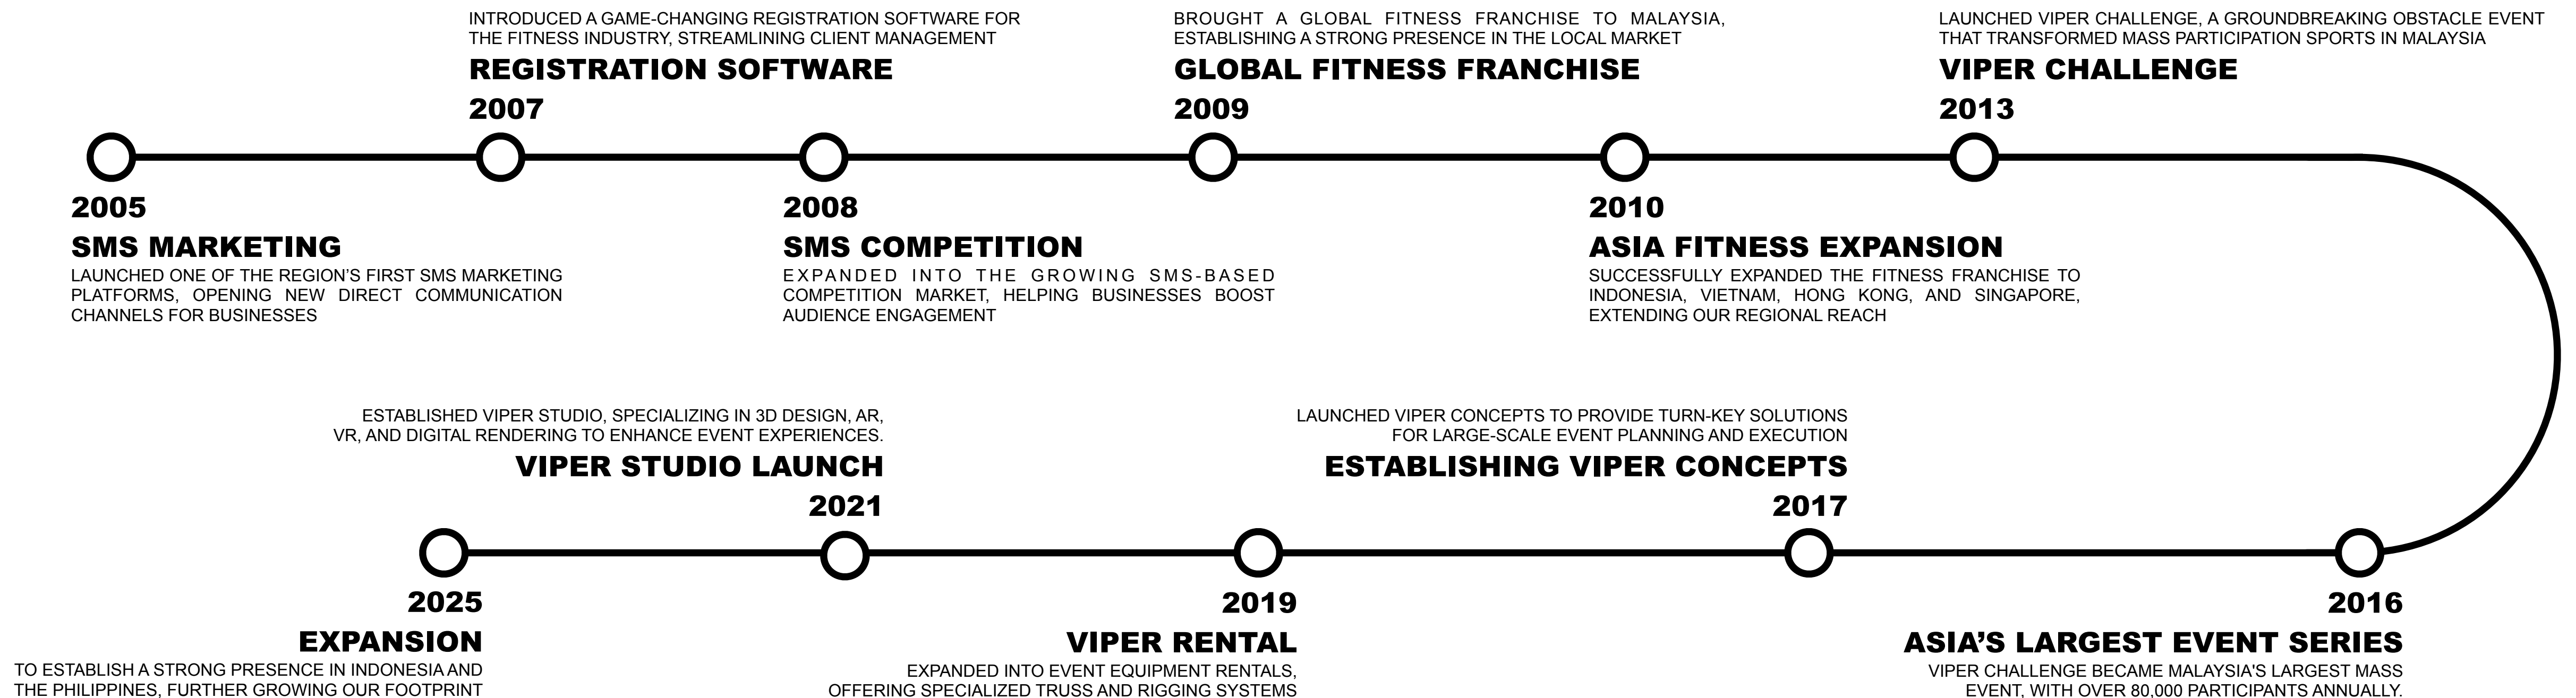 2005
SMS MARKETING
LAUNCHED ONE OF THE REGION’S FIRST SMS MARKETING
PLATFORMS, OPENING NEW DIRECT COMMUNICATION
CHANNELS FOR BUSINESSES
INTRODUCED A GAME-CHANGING REGISTRATION SOFTWARE FOR
THE FITNESS INDUSTRY, STREAMLINING CLIENT MANAGEMENT
REGISTRATION SOFTWARE
2007
2008
SMS COMPETITION
EXPANDED INTO THE GROWING SMS-BASED
COMPETITION MARKET, HELPING BUSINESSES BOOST
AUDIENCE ENGAGEMENT
BROUGHT A GLOBAL FITNESS FRANCHISE TO MALAYSIA,
ESTABLISHING A STRONG PRESENCE IN THE LOCAL MARKET
GLOBAL FITNESS FRANCHISE
2009
2010
ASIA FITNESS EXPANSION
SUCCESSFULLY EXPANDED THE FITNESS FRANCHISE TO
INDONESIA, VIETNAM, HONG KONG, AND SINGAPORE,
EXTENDING OUR REGIONAL REACH
LAUNCHED VIPER CHALLENGE, A GROUNDBREAKING OBSTACLE EVENT
THAT TRANSFORMED MASS PARTICIPATION SPORTS IN MALAYSIA
VIPER CHALLENGE
2013
2016
ASIA’S LARGEST EVENT SERIES
VIPER CHALLENGE BECAME MALAYSIA'S LARGEST MASS
EVENT, WITH OVER 80,000 PARTICIPANTS ANNUALLY.
LAUNCHED VIPER CONCEPTS TO PROVIDE TURN-KEY SOLUTIONS
FOR LARGE-SCALE EVENT PLANNING AND EXECUTION
ESTABLISHING VIPER CONCEPTS
2017
2019
VIPER RENTAL
EXPANDED INTO EVENT EQUIPMENT RENTALS,
OFFERING SPECIALIZED TRUSS AND RIGGING SYSTEMS
ESTABLISHED VIPER STUDIO, SPECIALIZING IN 3D DESIGN, AR,
VR, AND DIGITAL RENDERING TO ENHANCE EVENT EXPERIENCES.
VIPER STUDIO LAUNCH
2021
2025
EXPANSION
TO ESTABLISH A STRONG PRESENCE IN INDONESIA AND
THE PHILIPPINES, FURTHER GROWING OUR FOOTPRINT